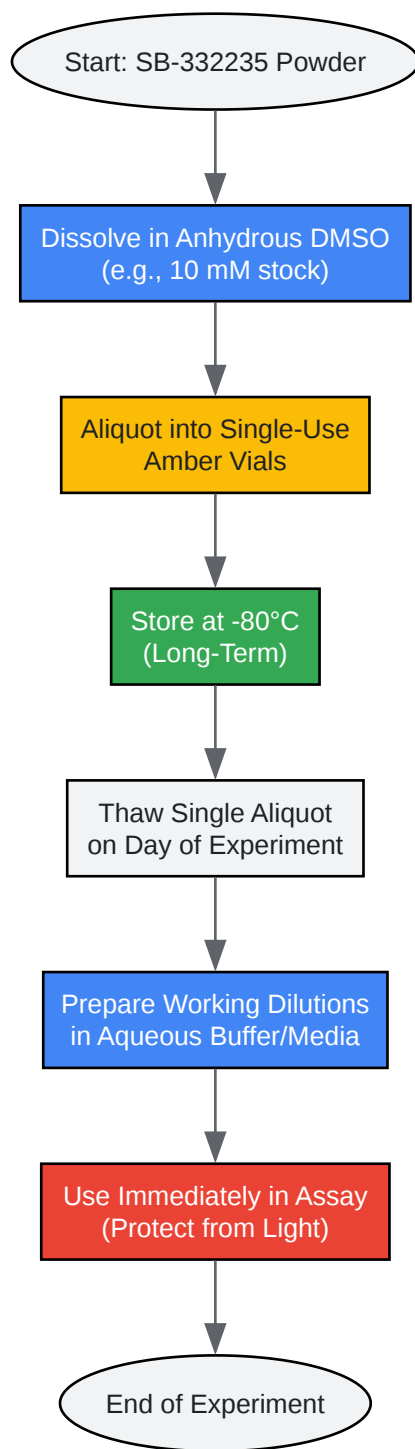 Start: SB-332235 Powder
Dissolve in Anhydrous DMSO
(e.g., 10 mM stock)
Aliquot into Single-Use
Amber Vials
Store at -80°C
(Long-Term)
Thaw Single Aliquot
on Day of Experiment
Prepare Working Dilutions
in Aqueous Buffer/Media
Use Immediately in Assay
(Protect from Light)
End of Experiment